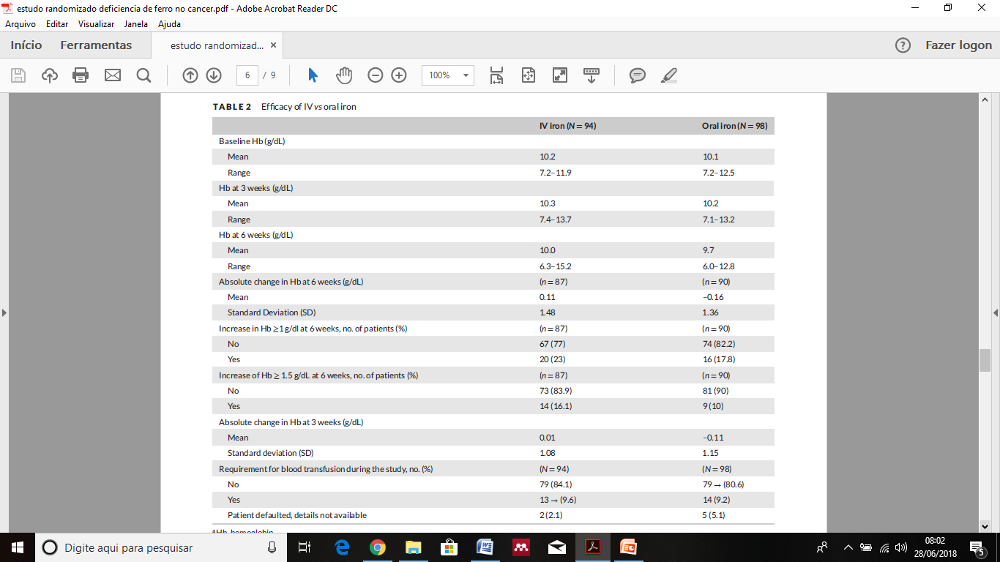 estudo randomizado deficiencia de ferro no cancer.pdf - Adobe Acrobat Reader DC
Arquivo Editar Visualizar Janela Ajuda
Início Ferramentas estudo randomizad... × ? Fazer logon
6 / 9 100%
TABLE 2 Efficacy of IV vs oral iron
IV iron (N = 94) Oral iron (N = 98)
Baseline Hb (g/dL)
Mean 10.2 10.1
Range 7.2–11.9 7.2–12.5
Hb at 3 weeks (g/dL)
Mean 10.3 10.2
Range 7.4–13.7 7.1–13.2
Hb at 6 weeks (g/dL)
Mean 10.0 9.7
Range 6.3–15.2 6.0–12.8
Absolute change in Hb at 6 weeks (g/dL) (n = 87) (n = 90)
Mean 0.11 –0.16
Standard Deviation (SD) 1.48 1.36
Increase in Hb ≥1 g/dl at 6 weeks, no. of patients (%) (n = 87) (n = 90)
No 67 (77) 74 (82.2)
Yes 20 (23) 16 (17.8)
Increase of Hb ≥ 1.5 g/dL at 6 weeks, no. of patients (%) (n = 87) (n = 90)
No 73 (83.9) 81 (90)
Yes 14 (16.1) 9 (10)
Absolute change in Hb at 3 weeks (g/dL)
Mean 0.01 –0.11
Standard deviation (SD) 1.08 1.15
Requirement for blood transfusion during the study, no. (%) (N = 94) (N = 98)
No 79 (84.1) 79 → (80.6)
Yes 13 → (9.6) 14 (9.2)
Patient defaulted, details not available 2 (2.1) 5 (5.1)
aHb, hemoglobin
Digite aqui para pesquisar 08:02
28/06/2018 5